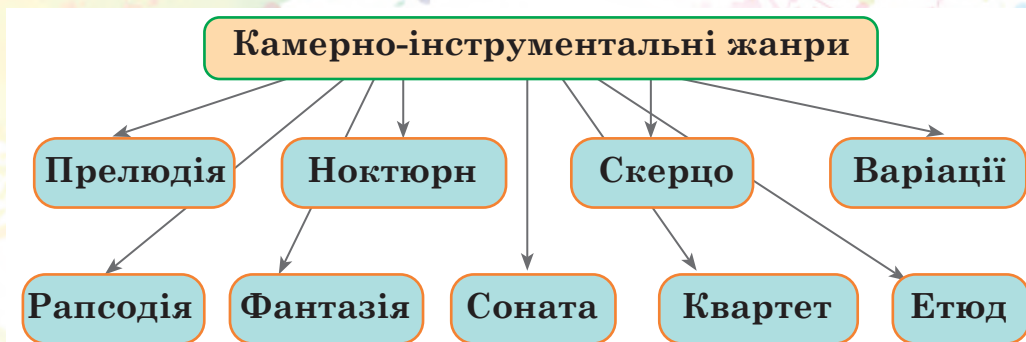 Камерно-інструментальні жанри
Прелюдія
Ноктюрн
Скерцо
Варіації
Рапсодія
Фантазія
Соната
Квартет
Етюд